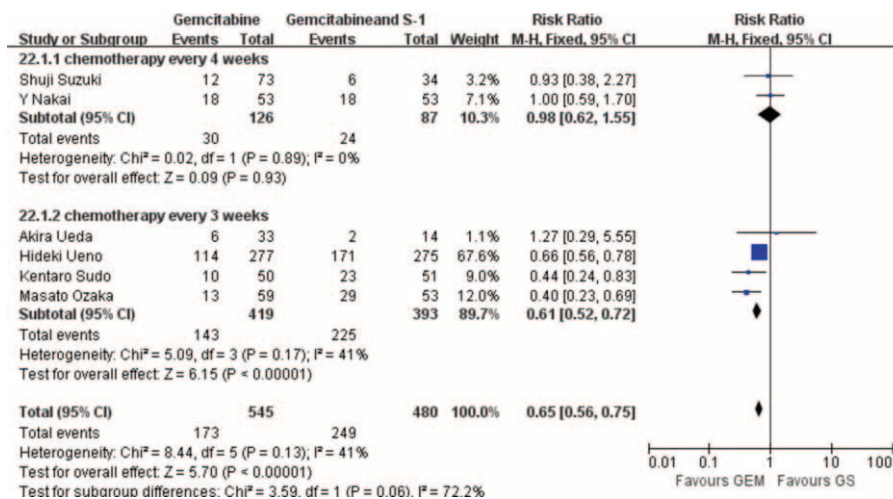 Gemcitabine Gemcitabineand S-1 Risk Ratio Risk Ratio
Study or Subgroup Events Total Events Total Weight M-H, Fixed, 95% CI M-H, Fixed, 95% CI
22.1.1 chemotherapy every 4 weeks
Shuji Suzuki 12 73 6 34 3.2% 0.93 [0.38, 2.27]
Y Nakai 18 53 18 53 7.1% 1.00 [0.59, 1.70]
Subtotal (95% CI) 126 87 10.3% 0.98 [0.62, 1.55]
Total events 30 24
Heterogeneity: Chi² = 0.02, df = 1 (P = 0.89); I² = 0%
Test for overall effect: Z = 0.09 (P = 0.93)
22.1.2 chemotherapy every 3 weeks
Akira Ueda 6 33 2 14 1.1% 1.27 [0.29, 5.55]
Hideki Ueno 114 277 171 275 67.6% 0.66 [0.56, 0.78]
Kentaro Sudo 10 50 23 51 9.0% 0.44 [0.24, 0.83]
Masato Ozaka 13 59 29 53 12.0% 0.40 [0.23, 0.69]
Subtotal (95% CI) 419 393 89.7% 0.61 [0.52, 0.72]
Total events 143 225
Heterogeneity: Chi² = 5.09, df = 3 (P = 0.17); I² = 41%
Test for overall effect: Z = 6.15 (P < 0.00001)
Total (95% CI) 545 480 100.0% 0.65 [0.56, 0.75]
Total events 173 249
Heterogeneity: Chi² = 8.44, df = 5 (P = 0.13); I² = 41%
Test for overall effect: Z = 5.70 (P < 0.00001)
Test for subgroup differences: Chi² = 3.59, df = 1 (P = 0.06), I² = 72.2%
0.01 0.1 1 10 100
Favours GEM Favours GS